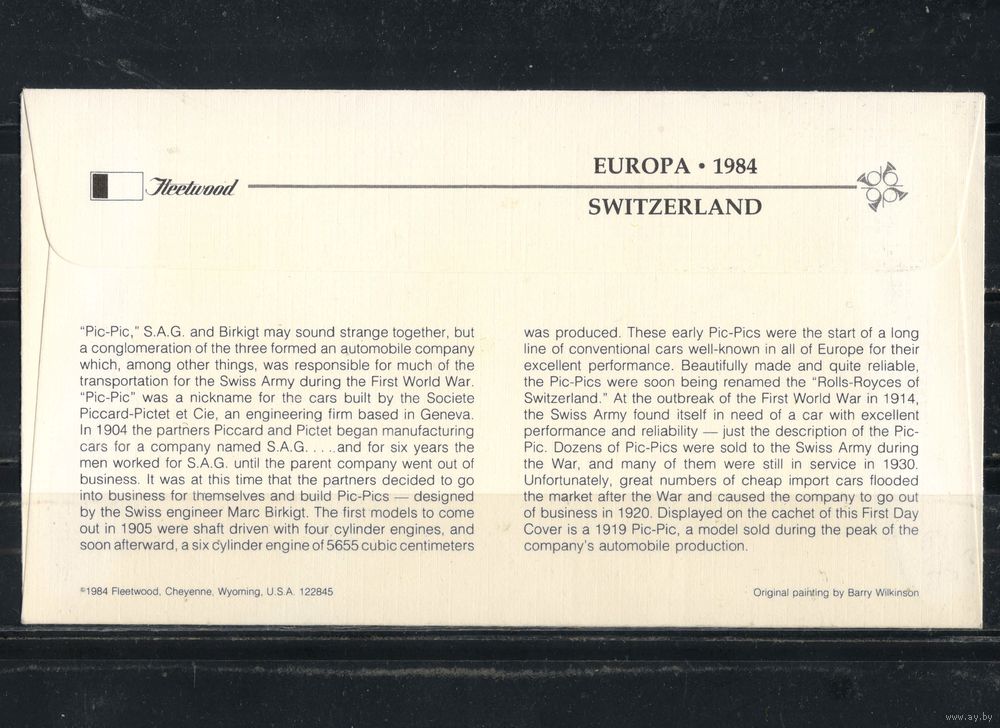 Fleetwood
EUROPA • 1984
SWITZERLAND
“Pic-Pic,” S.A.G. and Birkigt may sound strange together, but
a conglomeration of the three formed an automobile company
which, among other things, was responsible for much of the
transportation for the Swiss Army during the First World War.
“Pic-Pic” was a nickname for the cars built by the Societe
Piccard-Pictet et Cie, an engineering firm based in Geneva.
In 1904 the partners Piccard and Pictet began manufacturing
cars for a company named S.A.G. . . . and for six years the
men worked for S.A.G. until the parent company went out of
business. It was at this time that the partners decided to go
into business for themselves and build Pic-Pics — designed
by the Swiss engineer Marc Birkigt. The first models to come
out in 1905 were shaft driven with four cylinder engines, and
soon afterward, a six cylinder engine of 5655 cubic centimeters
was produced. These early Pic-Pics were the start of a long
line of conventional cars well-known in all of Europe for their
excellent performance. Beautifully made and quite reliable,
the Pic-Pics were soon being renamed the “Rolls-Royces of
Switzerland.” At the outbreak of the First World War in 1914,
the Swiss Army found itself in need of a car with excellent
performance and reliability — just the description of the Pic-
Pic. Dozens of Pic-Pics were sold to the Swiss Army during
the War, and many of them were still in service in 1930.
Unfortunately, great numbers of cheap import cars flooded
the market after the War and caused the company to go out
of business in 1920. Displayed on the cachet of this First Day
Cover is a 1919 Pic-Pic, a model sold during the peak of the
company’s automobile production.
©1984 Fleetwood, Cheyenne, Wyoming, U.S.A. 122845
Original painting by Barry Wilkinson
www.ay.by